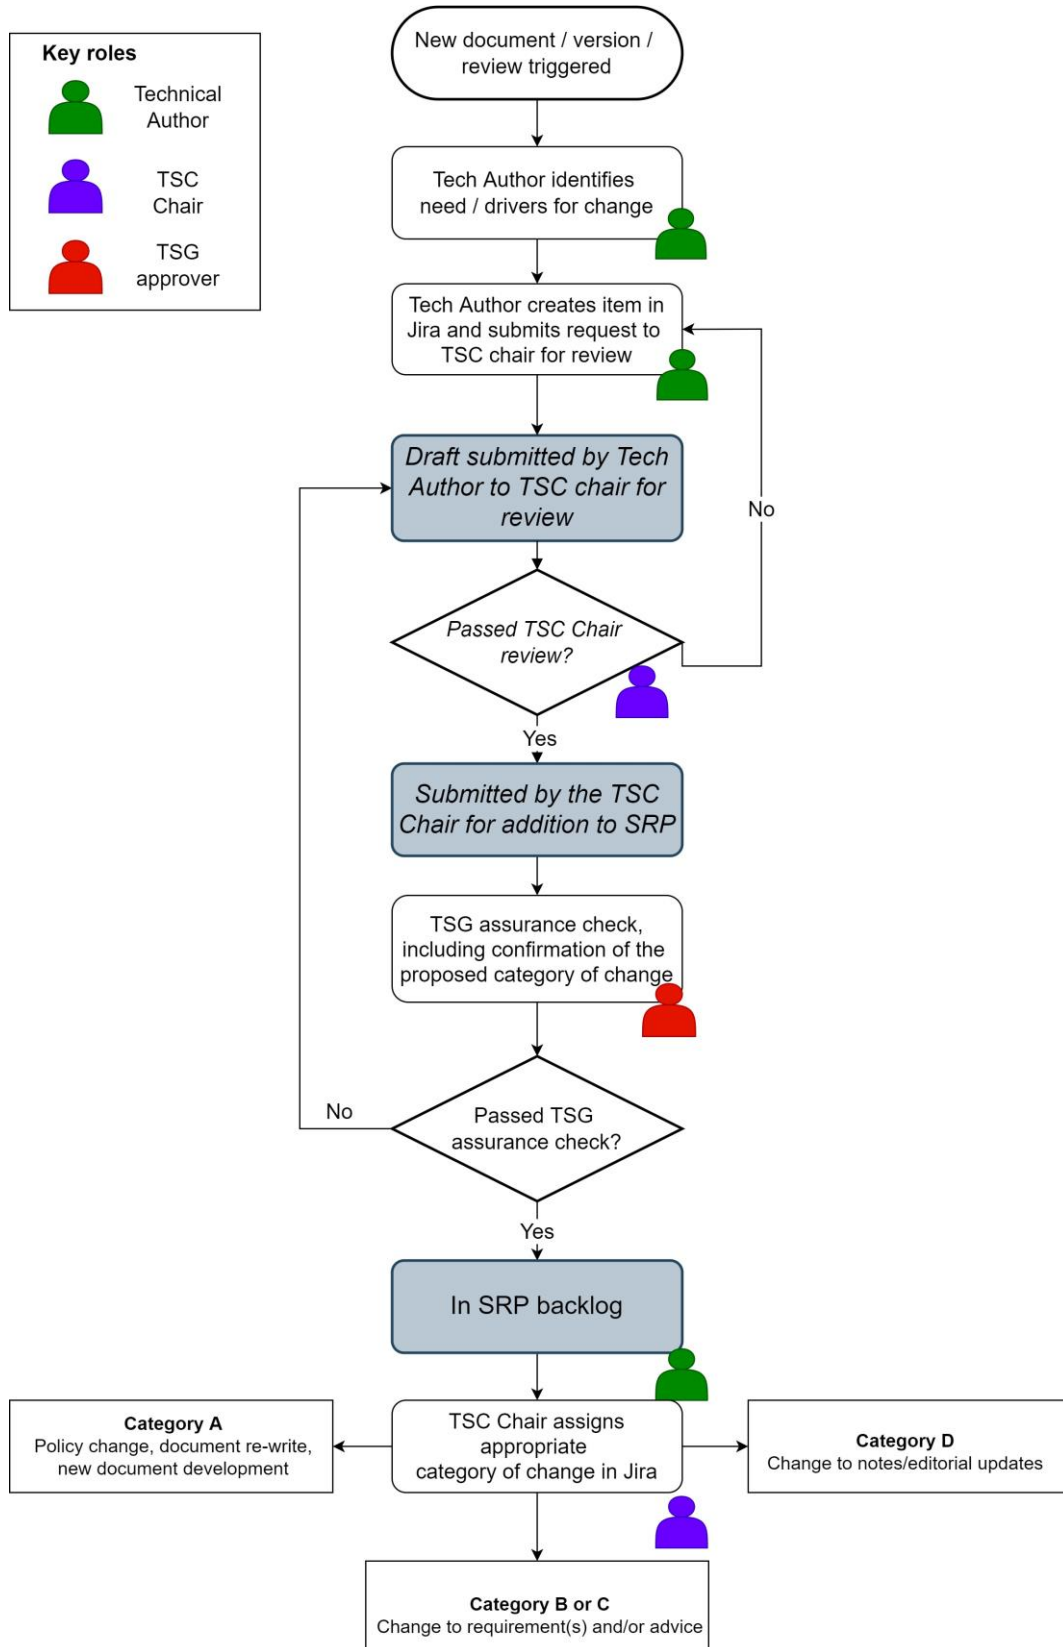 Key roles
Technical
Author
TSC
Chair
TSG
approver
New document / version /
review triggered
Tech Author identifies
need / drivers for change
Tech Author creates item in
Jira and submits request to
TSC chair for review
Draft submitted by Tech
Author to TSC chair for
review
No
Passed TSC Chair
review?
Yes
Submitted by the TSC
Chair for addition to SRP
TSG assurance check,
including confirmation of the
proposed category of change
No
Passed TSG
assurance check?
Yes
In SRP backlog
Category A
Policy change, document re-write,
new document development
TSC Chair assigns
appropriate
category of change in Jira
Category D
Change to notes/editorial updates
Category B or C
Change to requirement(s) and/or advice